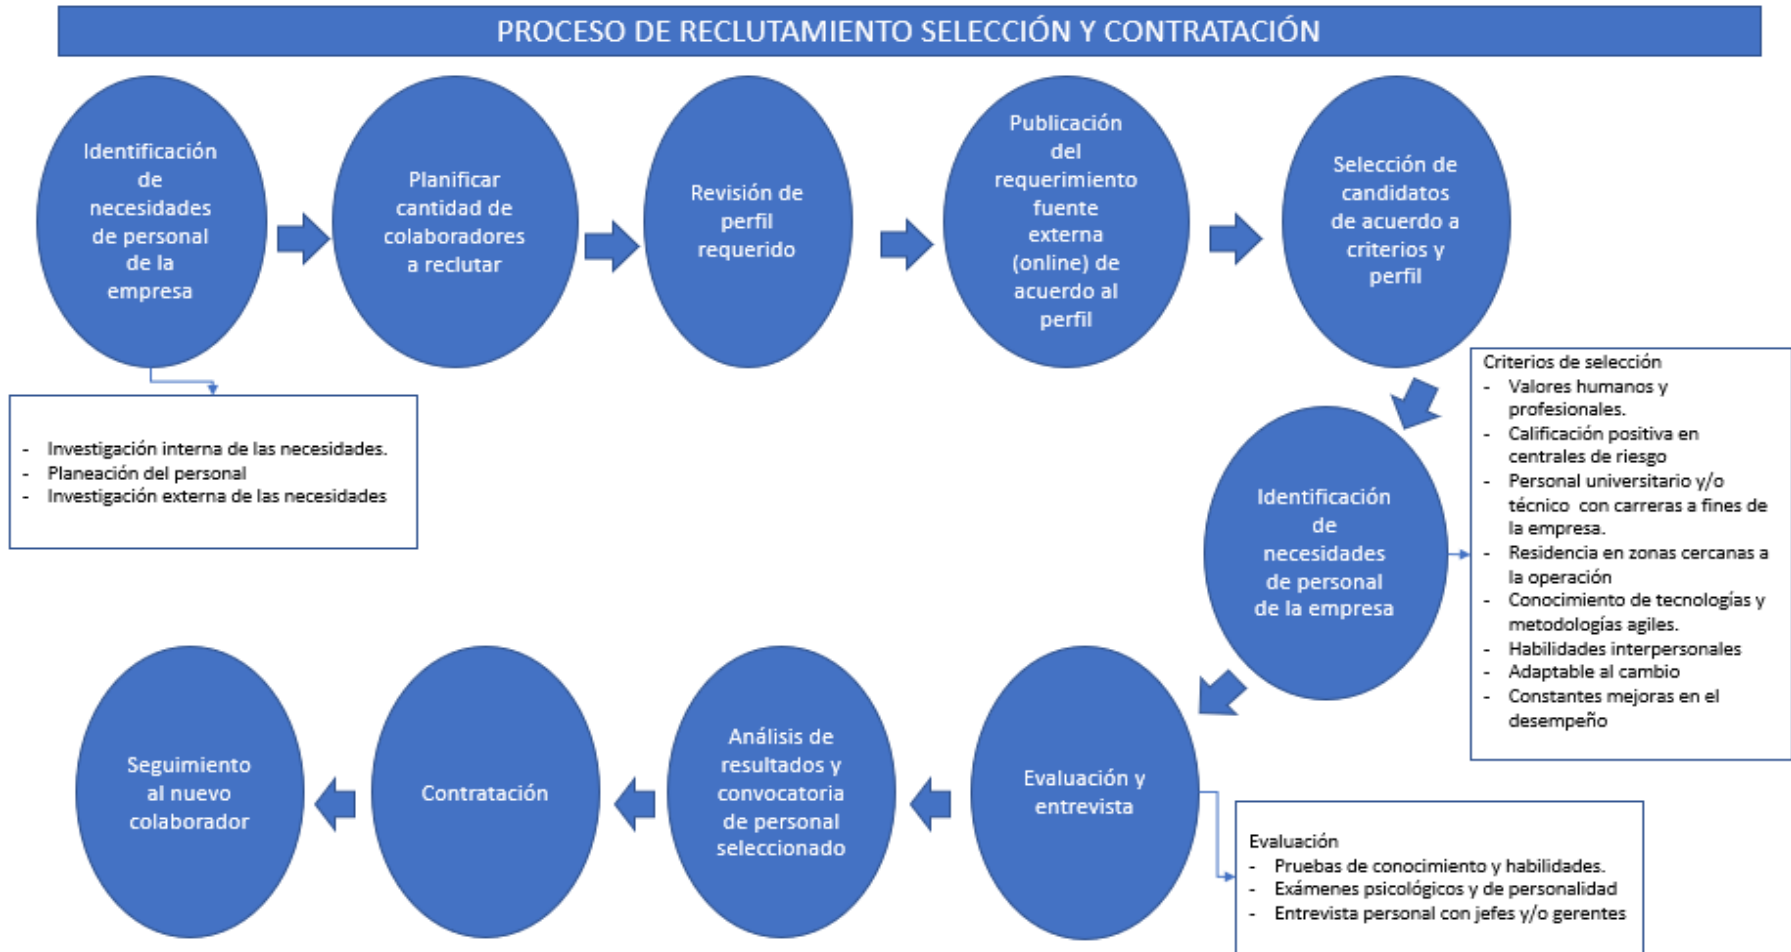 PROCESO DE RECLUTAMIENTO SELECCIÓN Y CONTRATACIÓN
Identificación
de
necesidades
de personal
de la
empresa
Planificar
cantidad de
colaboradores
a reclutar
Revisión de
perfil
requerido
Publicación
del
requerimiento
fuente
externa
(online) de
acuerdo al
perfil
Selección de
candidatos
de acuerdo a
criterios y
perfil
- Investigación interna de las necesidades.
- Planeación del personal
- Investigación externa de las necesidades
Identificación
de
necesidades
de personal
de la empresa
Criterios de selección
- Valores humanos y
profesionales.
- Calificación positiva en
centrales de riesgo
- Personal universitario y/o
técnico con carreras a fines de
la empresa.
- Residencia en zonas cercanas a
la operación
- Conocimiento de tecnologías y
metodologías agiles.
- Habilidades interpersonales
- Adaptable al cambio
- Constantes mejoras en el
desempeño
Evaluación y
entrevista
Evaluación
- Pruebas de conocimiento y habilidades.
- Exámenes psicológicos y de personalidad
- Entrevista personal con jefes y/o gerentes
Análisis de
resultados y
convocatoria
de personal
seleccionado
Contratación
Seguimiento
al nuevo
colaborador